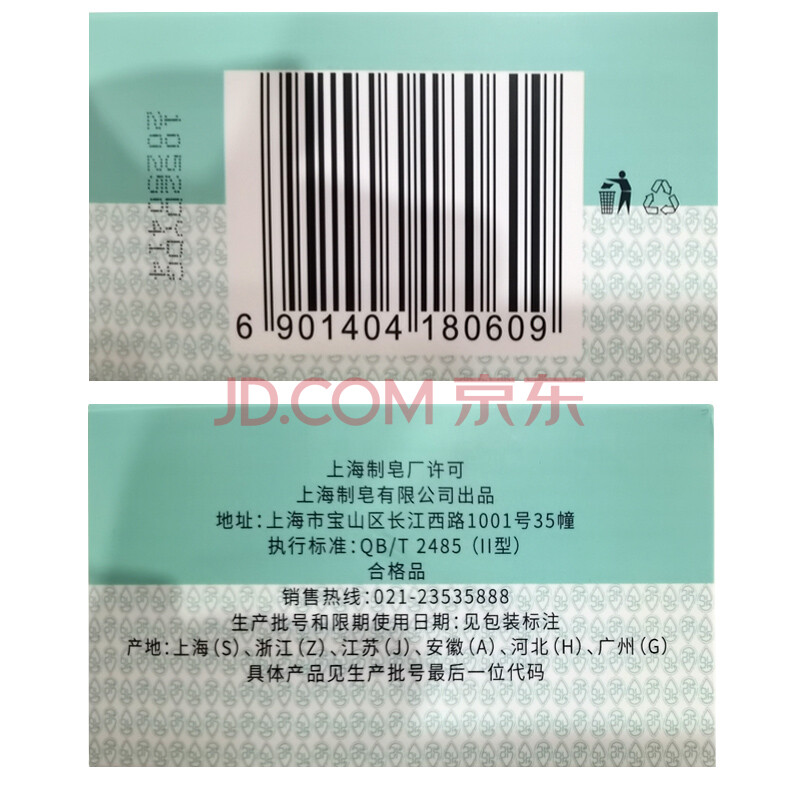 20250414
6 901404 180609
JD.COM 京东
上海制皂厂许可
上海制皂有限公司出品
地址:上海市宝山区长江西路1001号35幢
执行标准:QB/T 2485 (II型)
合格品
销售热线:021-23535888
生产批号和限期使用日期:见包装标注
产地:上海(S)、浙江(Z)、江苏(J)、安徽(A)、河北(H)、广州(G)
具体产品见生产批号最后一位代码